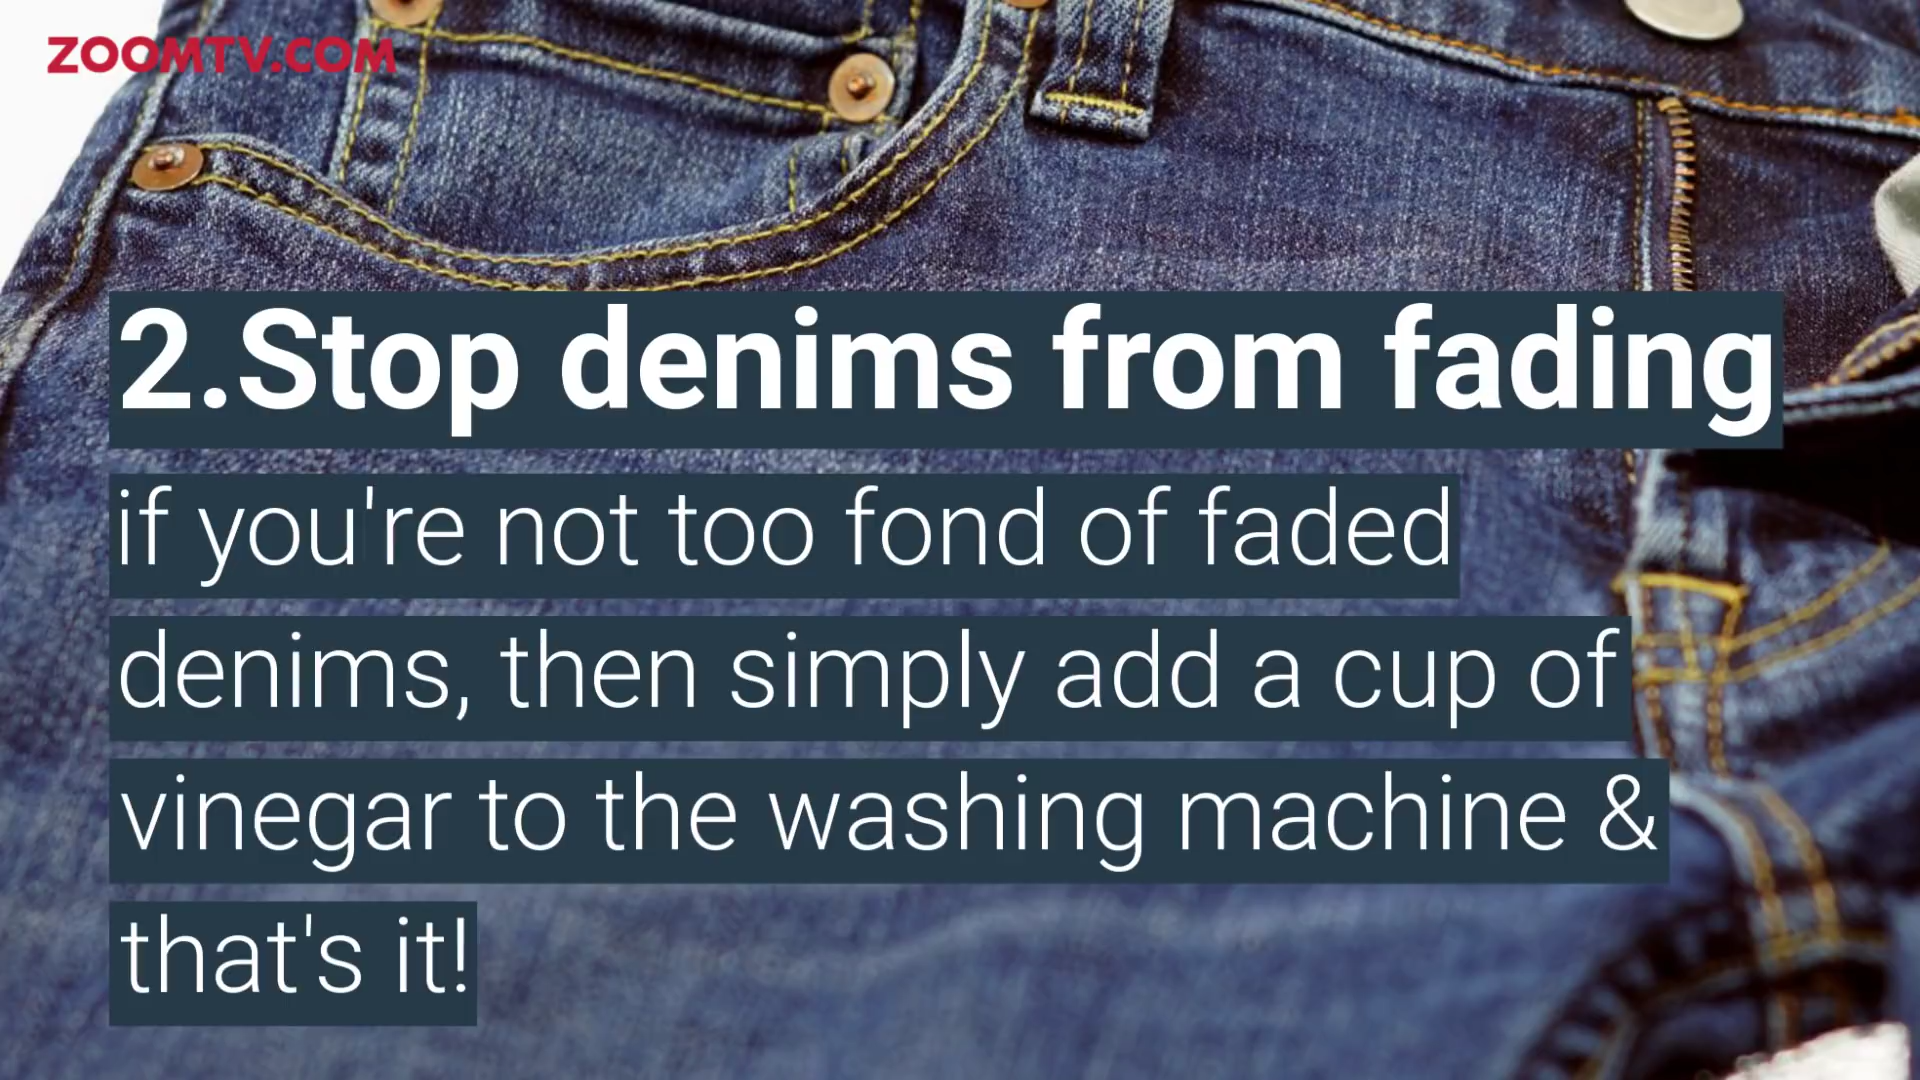 ZOOMTV.COM
2.Stop denims from fading
if you're not too fond of faded
denims, then simply add a cup of
vinegar to the washing machine &
that's it!